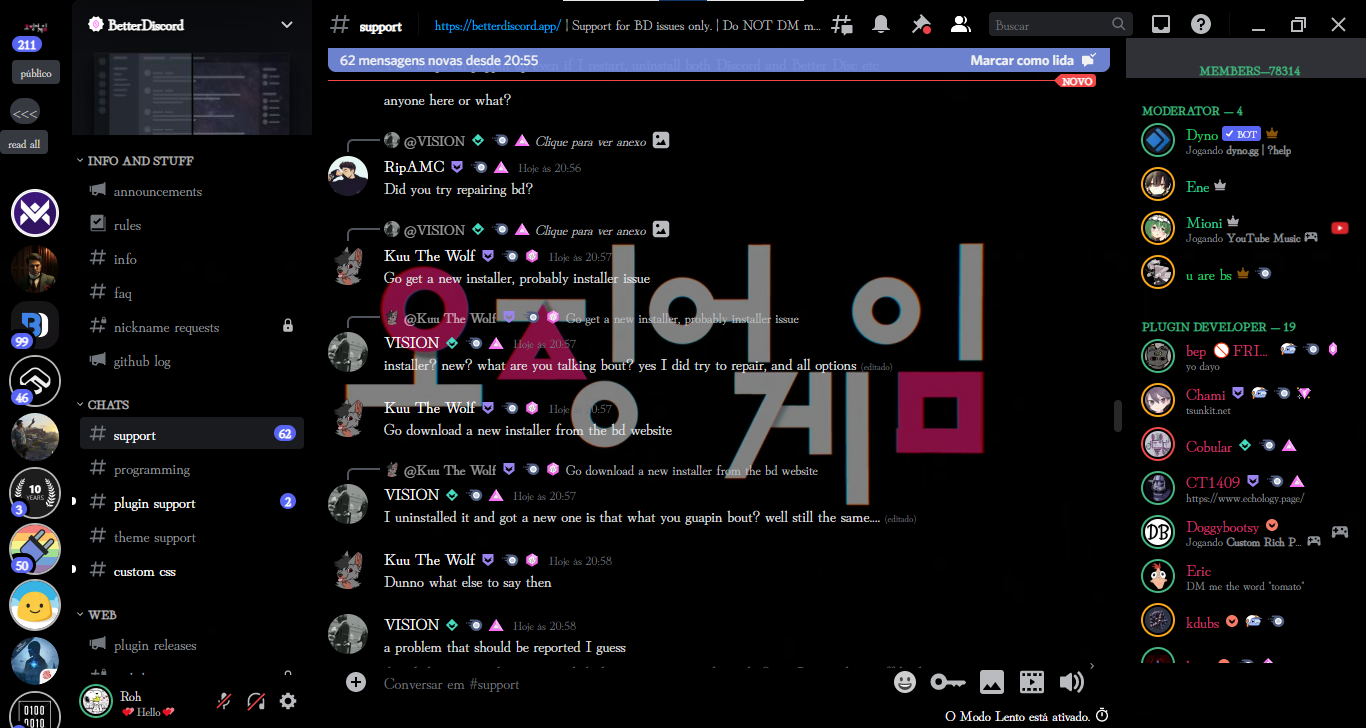 211
público
<<<
read all
99
46
10
YEARS
3
50
BetterDiscord
INFO AND STUFF
announcements
rules
info
faq
nickname requests
github log
CHATS
support
62
programming
plugin support
2
theme support
custom css
WEB
plugin releases
Roh
Hello
support
https://betterdiscord.app/ | Support for BD issues only. | Do NOT DM m...
Buscar
62 mensagens novas desde 20:55
Marcar como lida
NOVO
anyone here or what?
@VISION Clique para ver anexo
RipAMC Hoje às 20:56
Did you try repairing bd?
@VISION Clique para ver anexo
Kuu The Wolf Hoje às 20:57
Go get a new installer, probably installer issue
@Kuu The Wolf Go get a new installer, probably installer issue
VISION Hoje às 20:57
installer? new? what are you talking bout? yes I did try to repair, and all options (editado)
Kuu The Wolf Hoje às 20:57
Go download a new installer from the bd website
@Kuu The Wolf Go download a new installer from the bd website
VISION Hoje às 20:57
I uninstalled it and got a new one is that what you guapin bout? well still the same.... (editado)
Kuu The Wolf Hoje às 20:58
Dunno what else to say then
VISION Hoje às 20:58
a problem that should be reported I guess
Conversar em #support
O Modo Lento está ativado.
오징어
게임
MEMBERS—78314
MODERATOR — 4
Dyno BOT
Jogando dyno.gg | ?help
Ene
Mioni
Jogando YouTube Music
u are bs
PLUGIN DEVELOPER — 19
bep FRI...
yo dayo
Chami
tsunkit.net
Cobular
CT1409
https://www.echology.page/
DB
Doggybootsy
Jogando Custom Rich P...
Eric
DM me the word "tomato"
kdubs